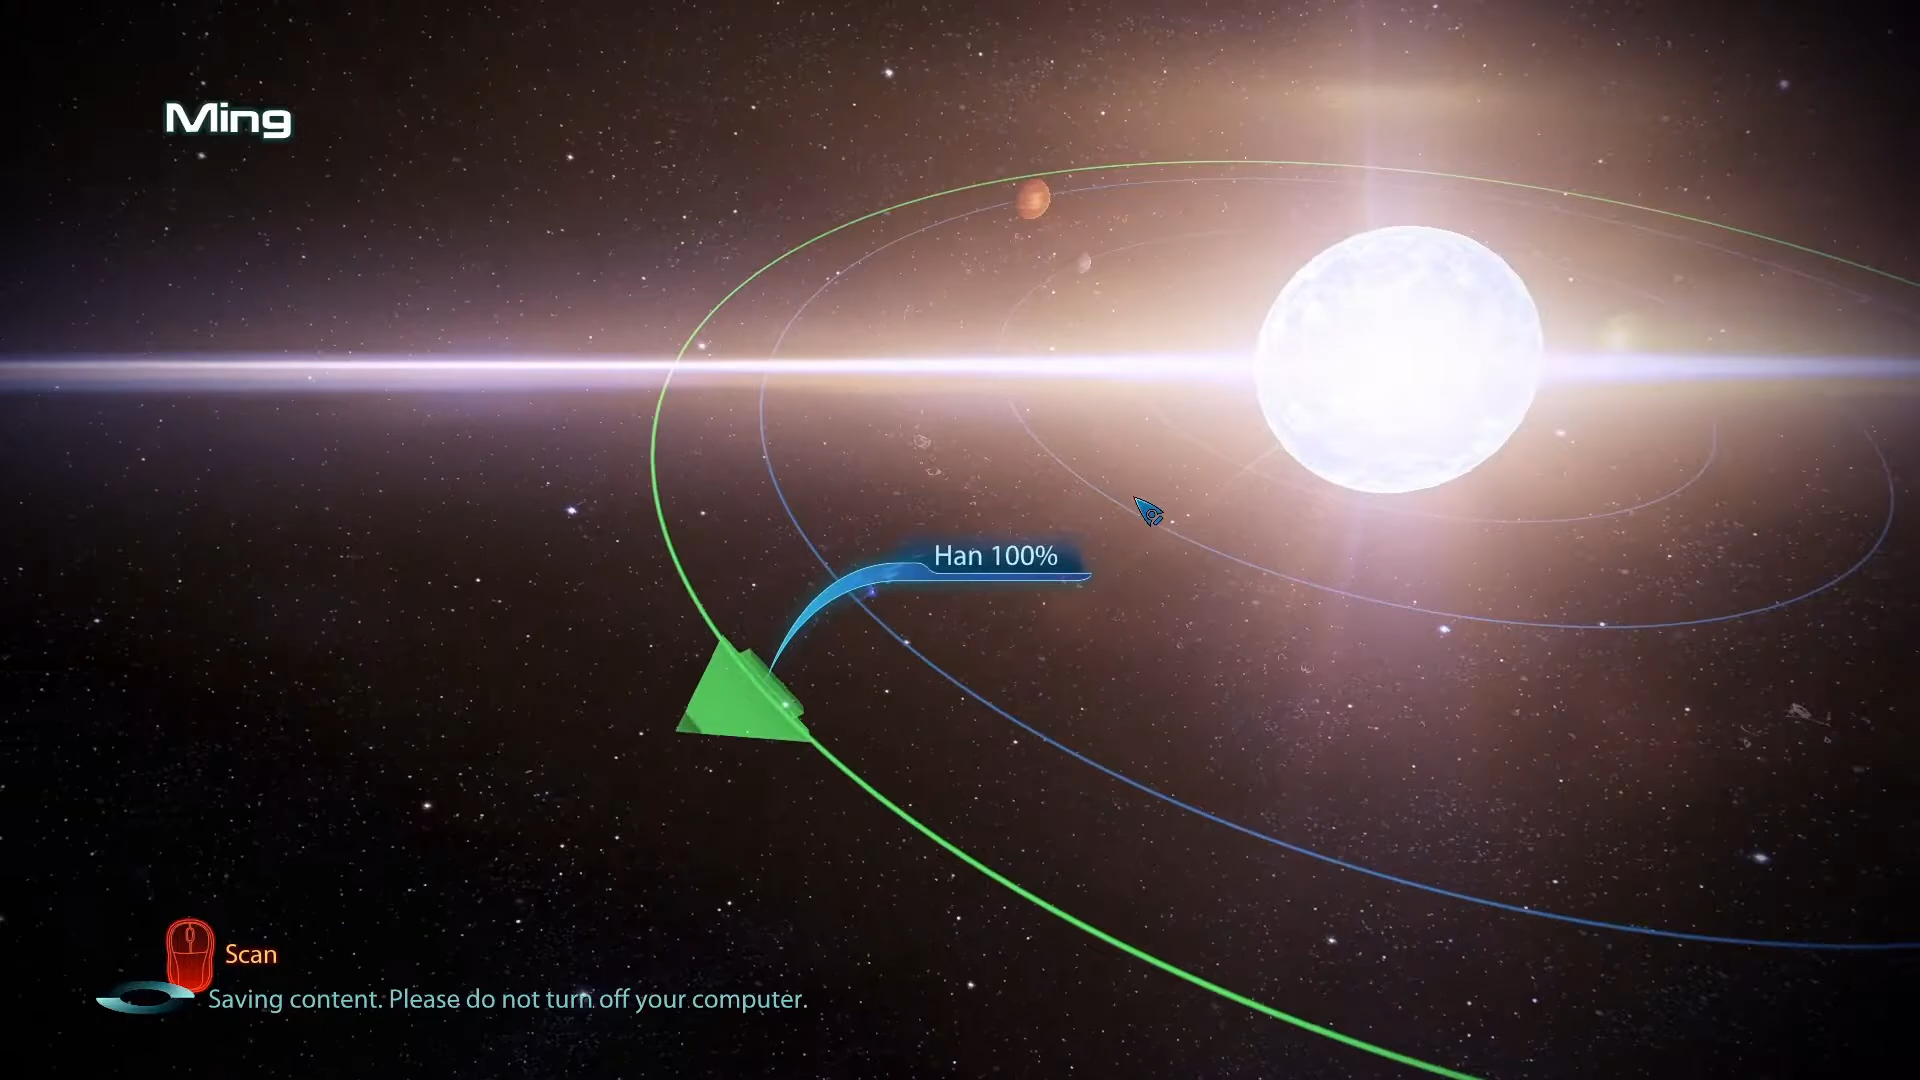 Ming
Han 100%
Scan
Saving content. Please do not turn off your computer.